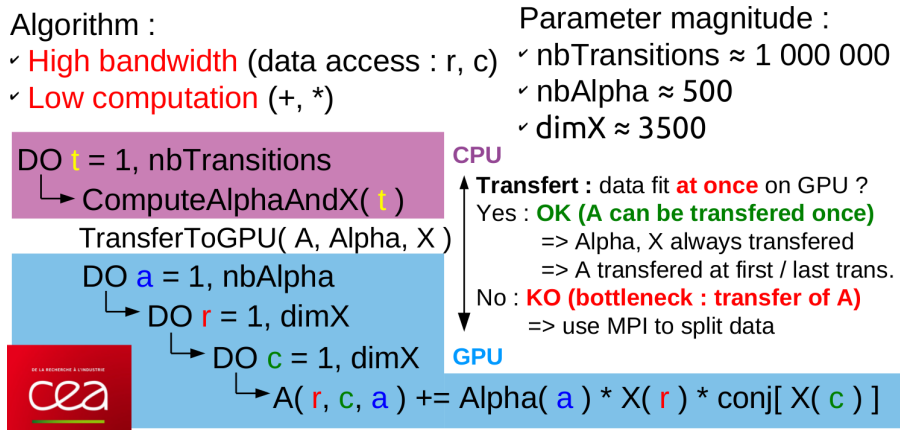 Algorithm :
✓ High bandwidth (data access : r, c)
✓ Low computation (+, *)
Parameter magnitude :
✓ nbTransitions ≈ 1 000 000
✓ nbAlpha ≈ 500
✓ dimX ≈ 3500
DO t = 1, nbTransitions
ComputeAlphaAndX( t )
TransferToGPU( A, Alpha, X )
DO a = 1, nbAlpha
DO r = 1, dimX
DO c = 1, dimX
A( r, c, a ) += Alpha( a ) * X( r ) * conj[ X( c ) ]
CPU
Transfert : data fit at once on GPU ?
Yes : OK (A can be transfered once)
=> Alpha, X always transfered
=> A transfered at first / last trans.
No : KO (bottleneck : transfer of A)
=> use MPI to split data
GPU
DE LA RECHERCHE À L'INDUSTRIE
cea